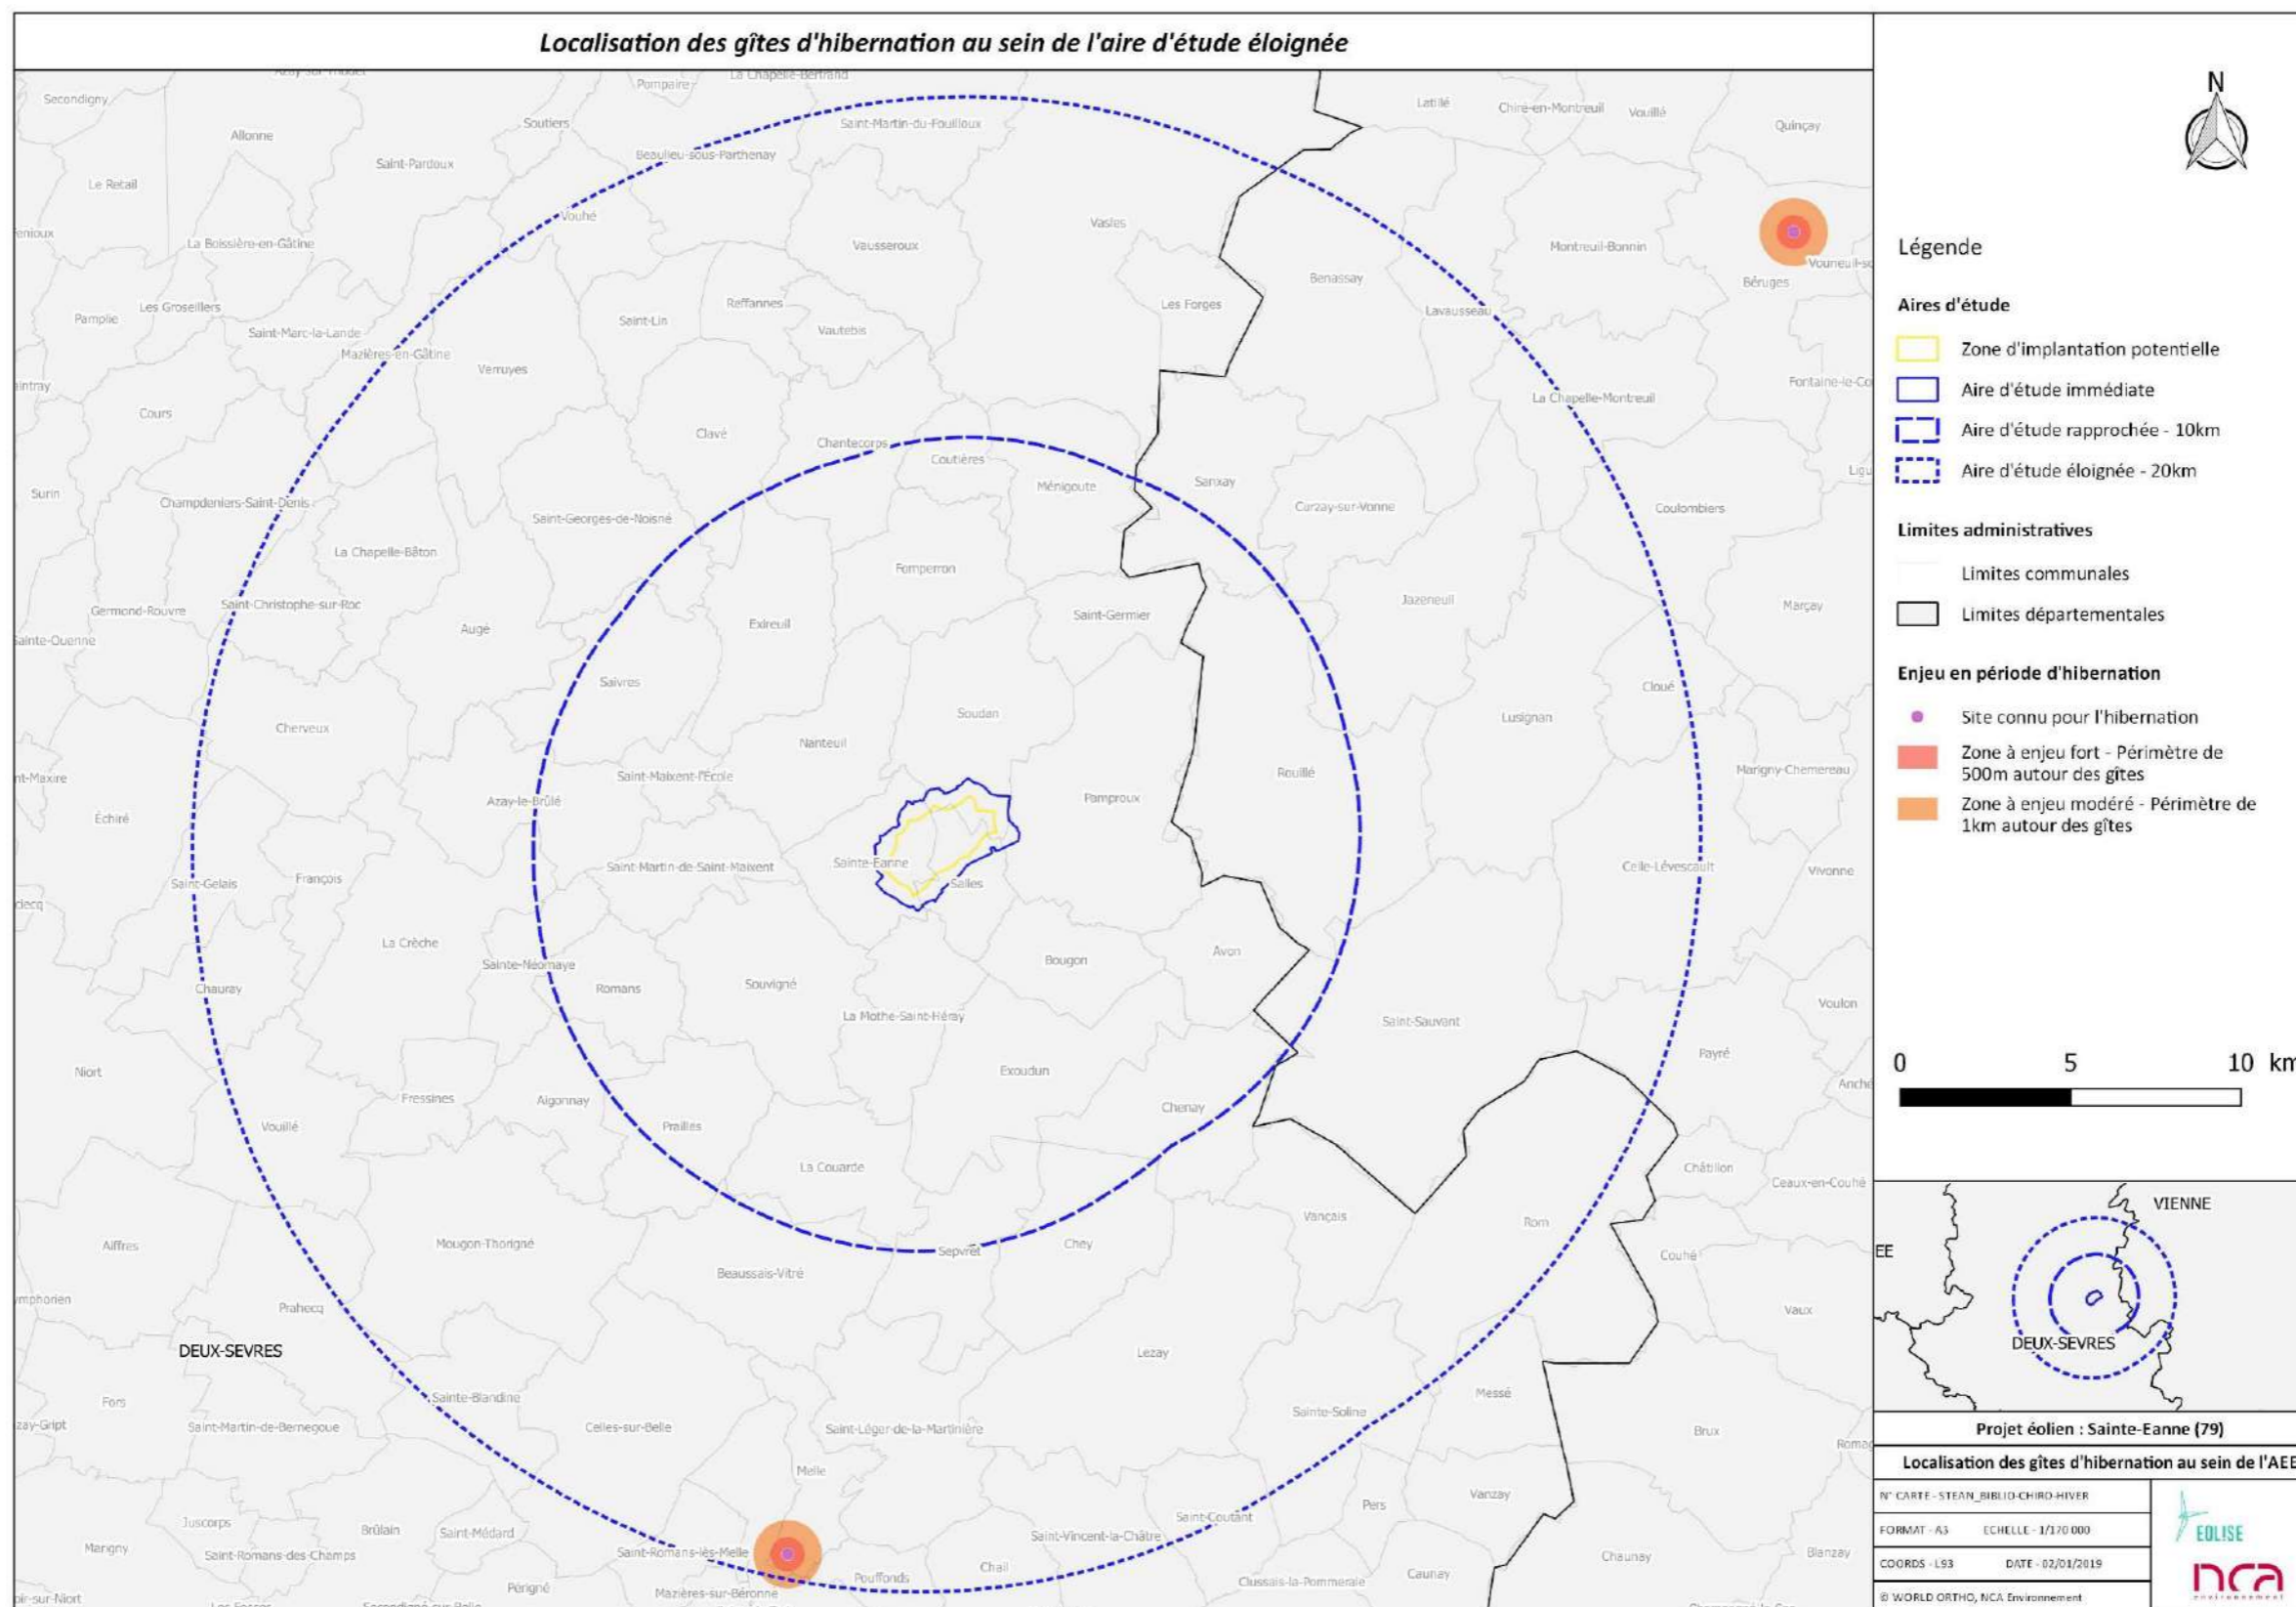 Localisation des gîtes d'hibernation au sein de l'aire d'étude éloignée
La Chapelle-Bertrand
Pompaire
Secondigny
Latillé
Chiré-en-Montreuil
Vouillé
Soutiers
Saint-Martin-du-Fouilloux
Quinçay
Allonne
Beaulieu-sous-Parthenay
Saint-Pardoux
Le Retail
Vouhé
Vasles
La Boissière-en-Gâtine
Vausseroux
Montreuil-Bonnin
Benassay
Béruges
Les Groseillers
Reffannes
Les Forges
Lavausseau
Pamplie
Saint-Lin
Saint-Marc-la-Lande
Vautebis
Mazières-en-Gâtine
Verruyes
Fontaine-le-Co
La Chapelle-Montreuil
Cours
Clavé
Chantecorps
Coutières
Ménigoute
Sanxay
Ligu
Surin
Champdeniers-Saint-Denis
Curzay-sur-Vonne
Coulombiers
Saint-Georges-de-Noisné
La Chapelle-Bâton
Fomperron
Jazeneuil
Saint-Christophe-sur-Roc
Marçay
Germond-Rouvre
Saint-Germier
Exireuil
Augé
Sainte-Ouenne
Saivres
Cloué
Soudan
Lusignan
Cherveux
Nanteuil
Rouillé
Marigny-Chemereau
nt-Maxire
Saint-Maixent-l'École
Pamproux
Azay-le-Brûlé
Échiré
Sainte-Eanne
Saint-Martin-de-Saint-Maixent
Celle-Lévescault
Vivonne
Salles
Saint-Gelais
François
La Crèche
Avon
Bougon
Sainte-Néomaye
Souvigné
Romans
Chauray
Voulon
La Mothe-Saint-Héray
Saint-Sauvant
Payré
Exoudun
Niort
Anché
Fressines
Aigonnay
Chenay
Vouillé
Prailles
La Couarde
Châtillon
Ceaux-en-Couhé
Vançais
Rom
Aiffres
Mougon-Thorigné
Chey
Sepvret
Couhé
Beaussais-Vitré
ymphorien
Prahecq
Vaux
DEUX-SEVRES
Lezay
Messé
Sainte-Blandine
Fors
Sainte-Soline
zay-Gript
Saint-Martin-de-Bernegoue
Celles-sur-Belle
Saint-Léger-de-la-Martinière
Brux
Melle
Vanzay
Pers
Saint-Coutant
Juscorps
Brûlain
Saint-Médard
Saint-Vincent-la-Châtre
Marigny
Saint-Romans-des-Champs
Saint-Romans-lès-Melle
Chaunay
Blanzay
Chail
Caunay
Pouffonds
Clussais-la-Pommeraie
Périgné
Mazières-sur-Béronne
N
Légende
Aires d'étude
Zone d'implantation potentielle
Aire d'étude immédiate
Aire d'étude rapprochée - 10km
Aire d'étude éloignée - 20km
Limites administratives
Limites communales
Limites départementales
Enjeu en période d'hibernation
Site connu pour l'hibernation
Zone à enjeu fort - Périmètre de
500m autour des gîtes
Zone à enjeu modéré - Périmètre de
1km autour des gîtes
0 5 10 km
VIENNE
EE
DEUX-SEVRES
Projet éolien : Sainte-Eanne (79)
Localisation des gîtes d'hibernation au sein de l'AEE
N° CARTE - STEAN_BIBLIO-CHIRO-HIVER
FORMAT - A3 ECHELLE - 1/170 000
COORDS - L93 DATE - 02/01/2019
© WORLD ORTHO, NCA Environnement
EOLISE
nca
environnement